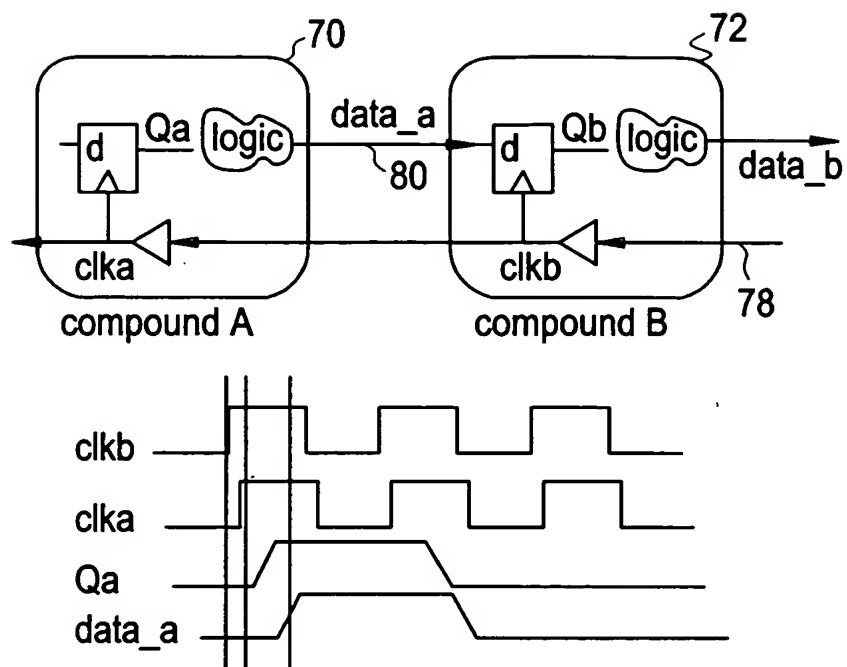 70
72
d
Qa
logic
data_a
80
d
Qb
logic
data_b
clka
clkb
78
compound A
compound B
clkb
clka
Qa
data_a